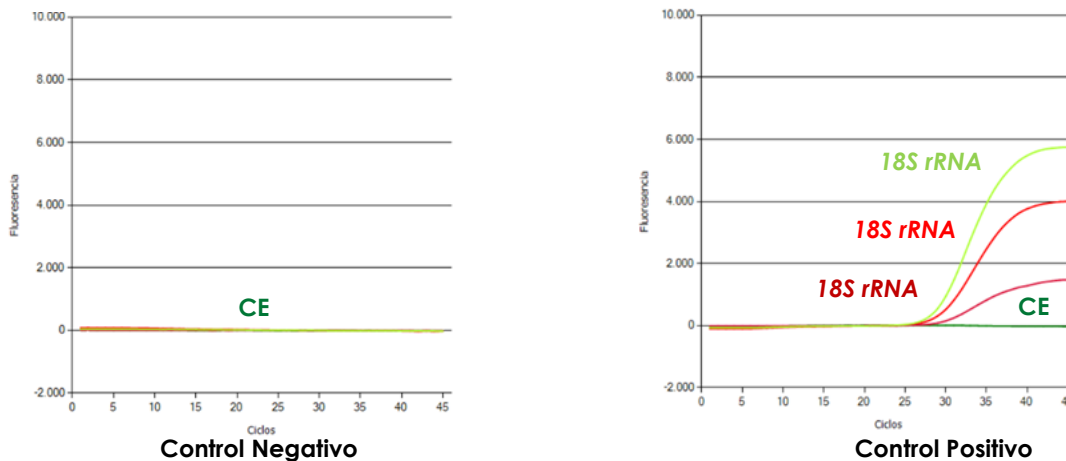 10.000
8.000
6.000
4.000
2.000
0
-2.000
Fluoresencia
CE
0 5 10 15 20 25 30 35 40 45
Ciclos
Control Negativo
10.000
8.000
6.000
4.000
2.000
0
-2.000
Fluoresencia
18S rRNA
18S rRNA
18S rRNA
CE
0 5 10 15 20 25 30 35 40
Ciclos
Control Positivo